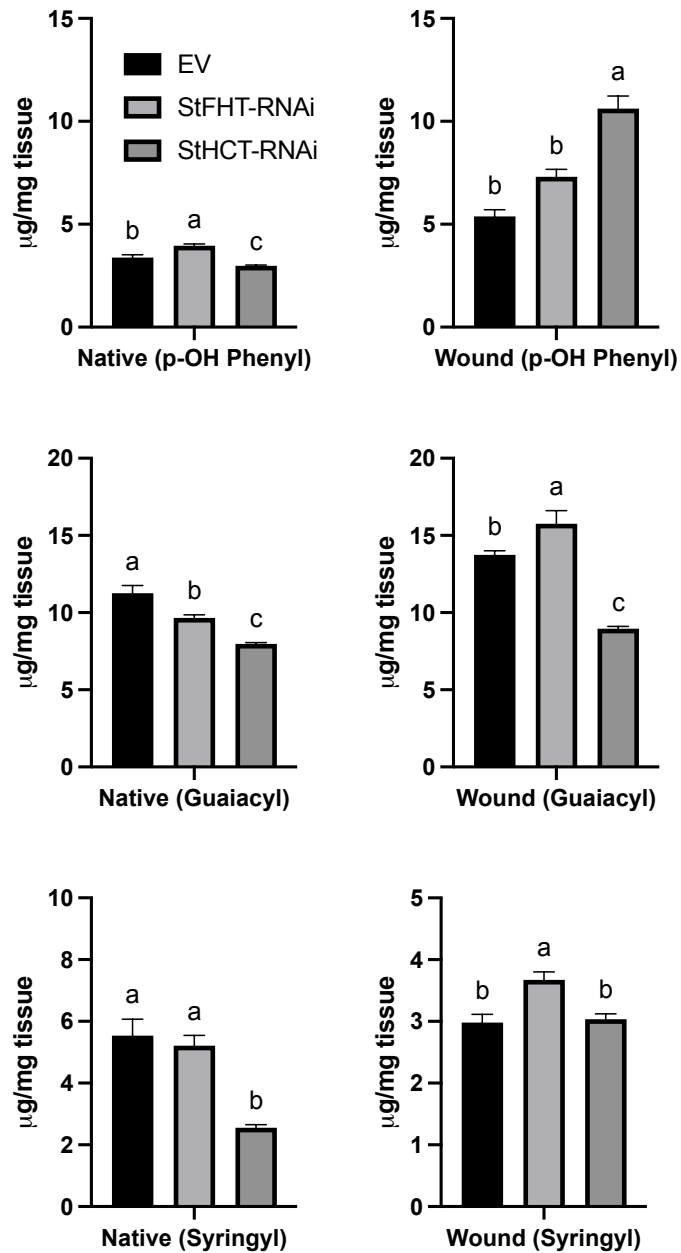 15
10
5
0
μg/mg tissue
EV
StFHT-RNAi
StHCT-RNAi
b
a
c
Native (p-OH Phenyl)
15
10
5
0
μg/mg tissue
b
b
a
Wound (p-OH Phenyl)
20
15
10
5
0
μg/mg tissue
a
b
c
Native (Guaiacyl)
20
15
10
5
0
μg/mg tissue
b
a
c
Wound (Guaiacyl)
10
8
6
4
2
0
μg/mg tissue
a
a
b
Native (Syringyl)
5
4
3
2
1
0
μg/mg tissue
b
a
b
Wound (Syringyl)